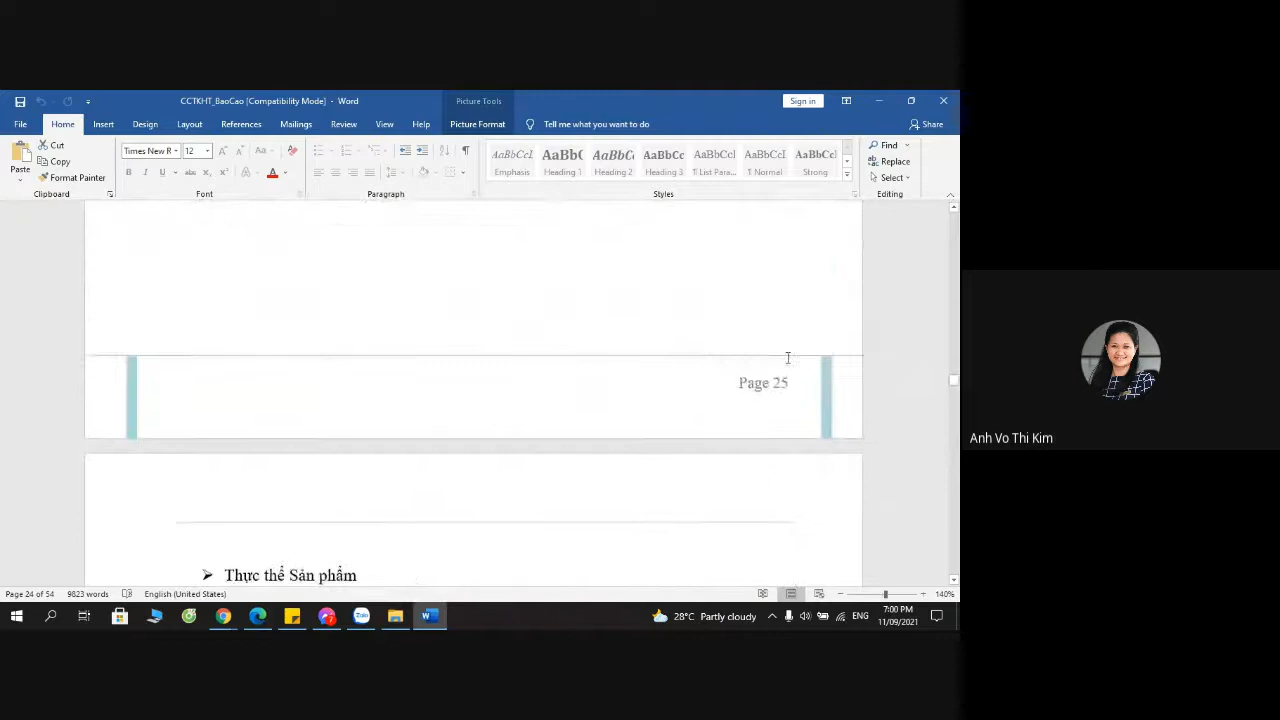 CCTKHT_BaoCao [Compatibility Mode] - Word
Picture Tools
Sign in
File Home Insert Design Layout References Mailings Review View Help Picture Format Tell me what you want to do Share
Paste
Cut
Copy
Format Painter
Times New R 12
AaBbCcI AaBbC AaBbCc AaBbCc AaBbCcI AaBbCcI AaBbCcI
Emphasis Heading 1 Heading 2 Heading 3 ¶ List Para... ¶ Normal Strong
Find
Replace
Select
Clipboard Font Paragraph Styles Editing
Page 25
Thực thể Sản phẩm
Anh Vo Thi Kim
Page 24 of 54 9823 words English (United States) 140%
28°C Partly cloudy ENG 7:00 PM
11/09/2021